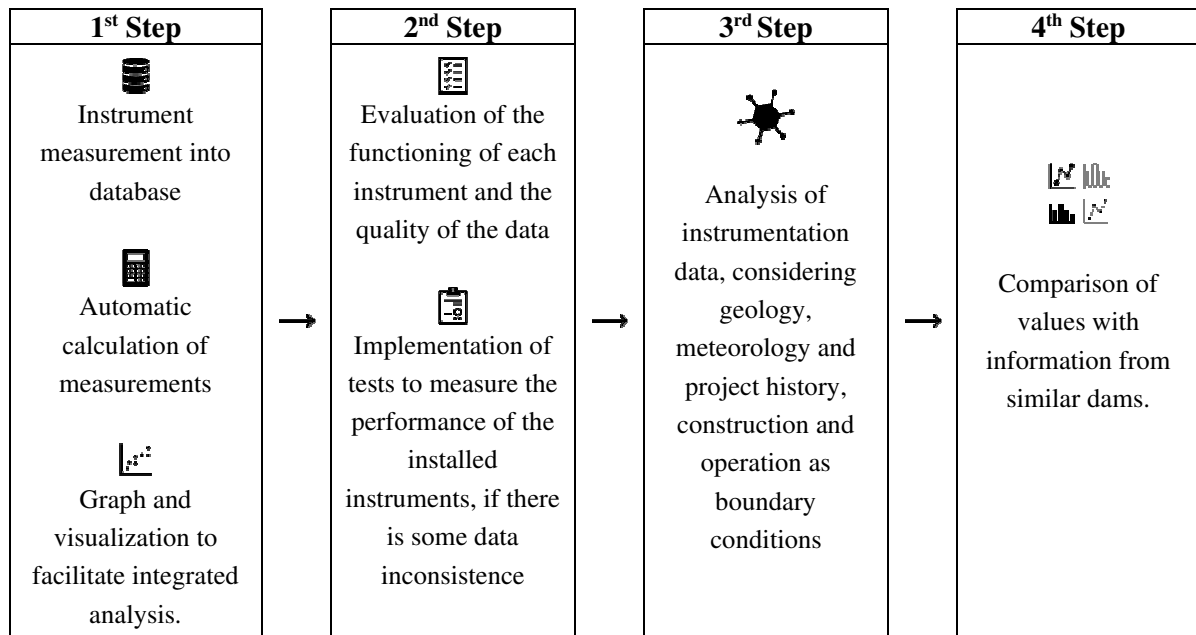 1st Step
Instrument
measurement into
database
Automatic
calculation of
measurements
Graph and
visualization to
facilitate integrated
analysis.
2nd Step
Evaluation of the
functioning of each
instrument and the
quality of the data
Implementation of
tests to measure the
performance of the
installed
instruments, if there
is some data
inconsistence
3rd Step
Analysis of
instrumentation
data, considering
geology,
meteorology and
project history,
construction and
operation as
boundary
conditions
4th Step
Comparison of
values with
information from
similar dams.